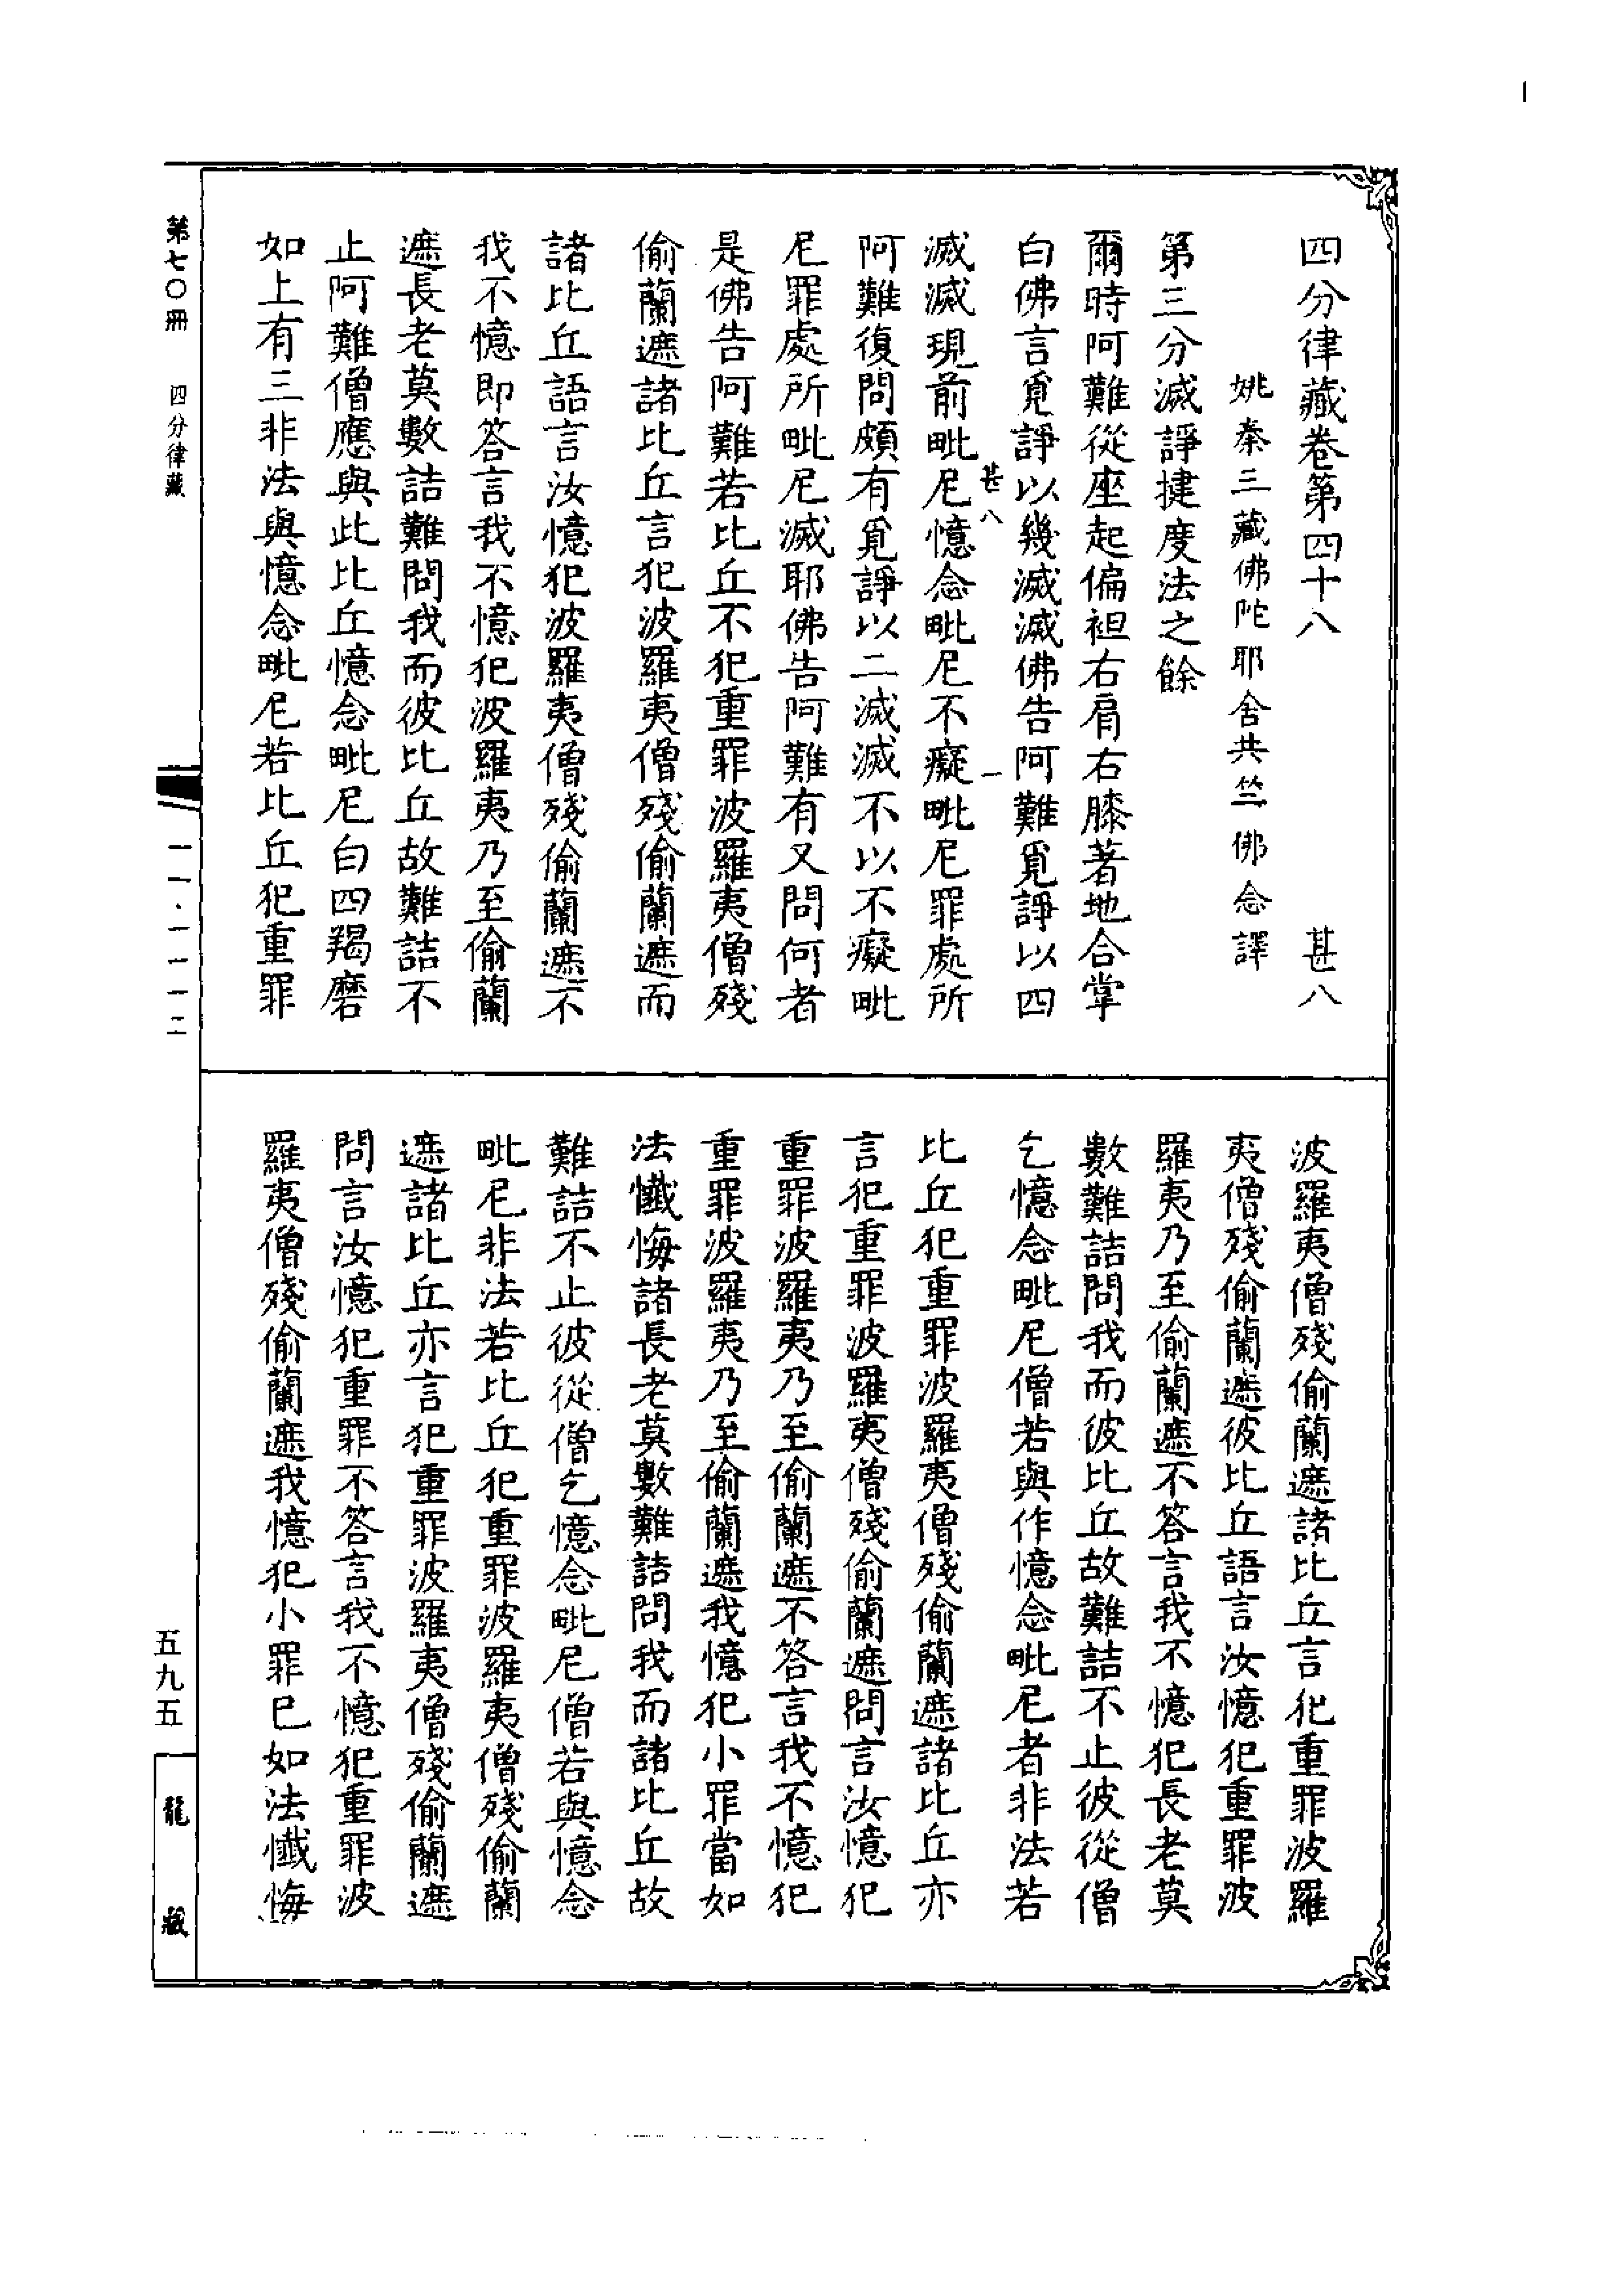 四分律藏卷第四十八　甚八
姚秦三藏佛陀耶舍共竺佛念譯
第三分滅諍揵度法之餘
爾時阿難從座起偏袒右肩右膝著地合掌
白佛言覓諍以幾滅滅佛告阿難覓諍以四
甚八　一
滅滅現前毗尼憶念毗尼不癡毗尼罪處所
阿難復問頗有覓諍以二滅滅不以不癡毗
尼罪處所毗尼滅耶佛告阿難有又問何者
是佛告阿難若比丘不犯重罪波羅夷僧殘
偷蘭遮諸比丘言犯波羅夷僧殘偷蘭遮而
諸比丘語言汝憶犯波羅夷僧殘偷蘭遮不
我不憶即答言我不憶犯波羅夷乃至偷蘭
遮長老莫數詰難問我而彼比丘故難詰不
止阿難僧應與此比丘憶念毗尼白四羯磨
如上有三非法與憶念毗尼若比丘犯重罪
波羅夷僧殘偷蘭遮諸比丘言犯重罪波羅
夷僧殘偷蘭遮彼比丘語言汝憶犯重罪波
羅夷乃至偷蘭遮不答言我不憶犯長老莫
數難詰問我而彼比丘故難詰不止彼從僧
乞憶念毗尼僧若與作憶念毗尼者非法若
比丘犯重罪波羅夷僧殘偷蘭遮諸比丘亦
言犯重罪波羅夷僧殘偷蘭遮問言汝憶犯
重罪波羅夷乃至偷蘭遮不答言我不憶犯
重罪波羅夷乃至偷蘭遮我憶犯小罪當如
法懺悔諸長老莫數難詰問我而諸比丘故
難詰不止彼從僧乞憶念毗尼僧若與憶念
毗尼非法若比丘犯重罪波羅夷僧殘偷蘭
遮諸比丘亦言犯重罪波羅夷僧殘偷蘭遮
問言汝憶犯重罪不答言我不憶犯重罪波
羅夷僧殘偷蘭遮我憶犯小罪巳如法懺悔
第七〇冊　四分律藏
一一·一一一二
五九五
龍藏